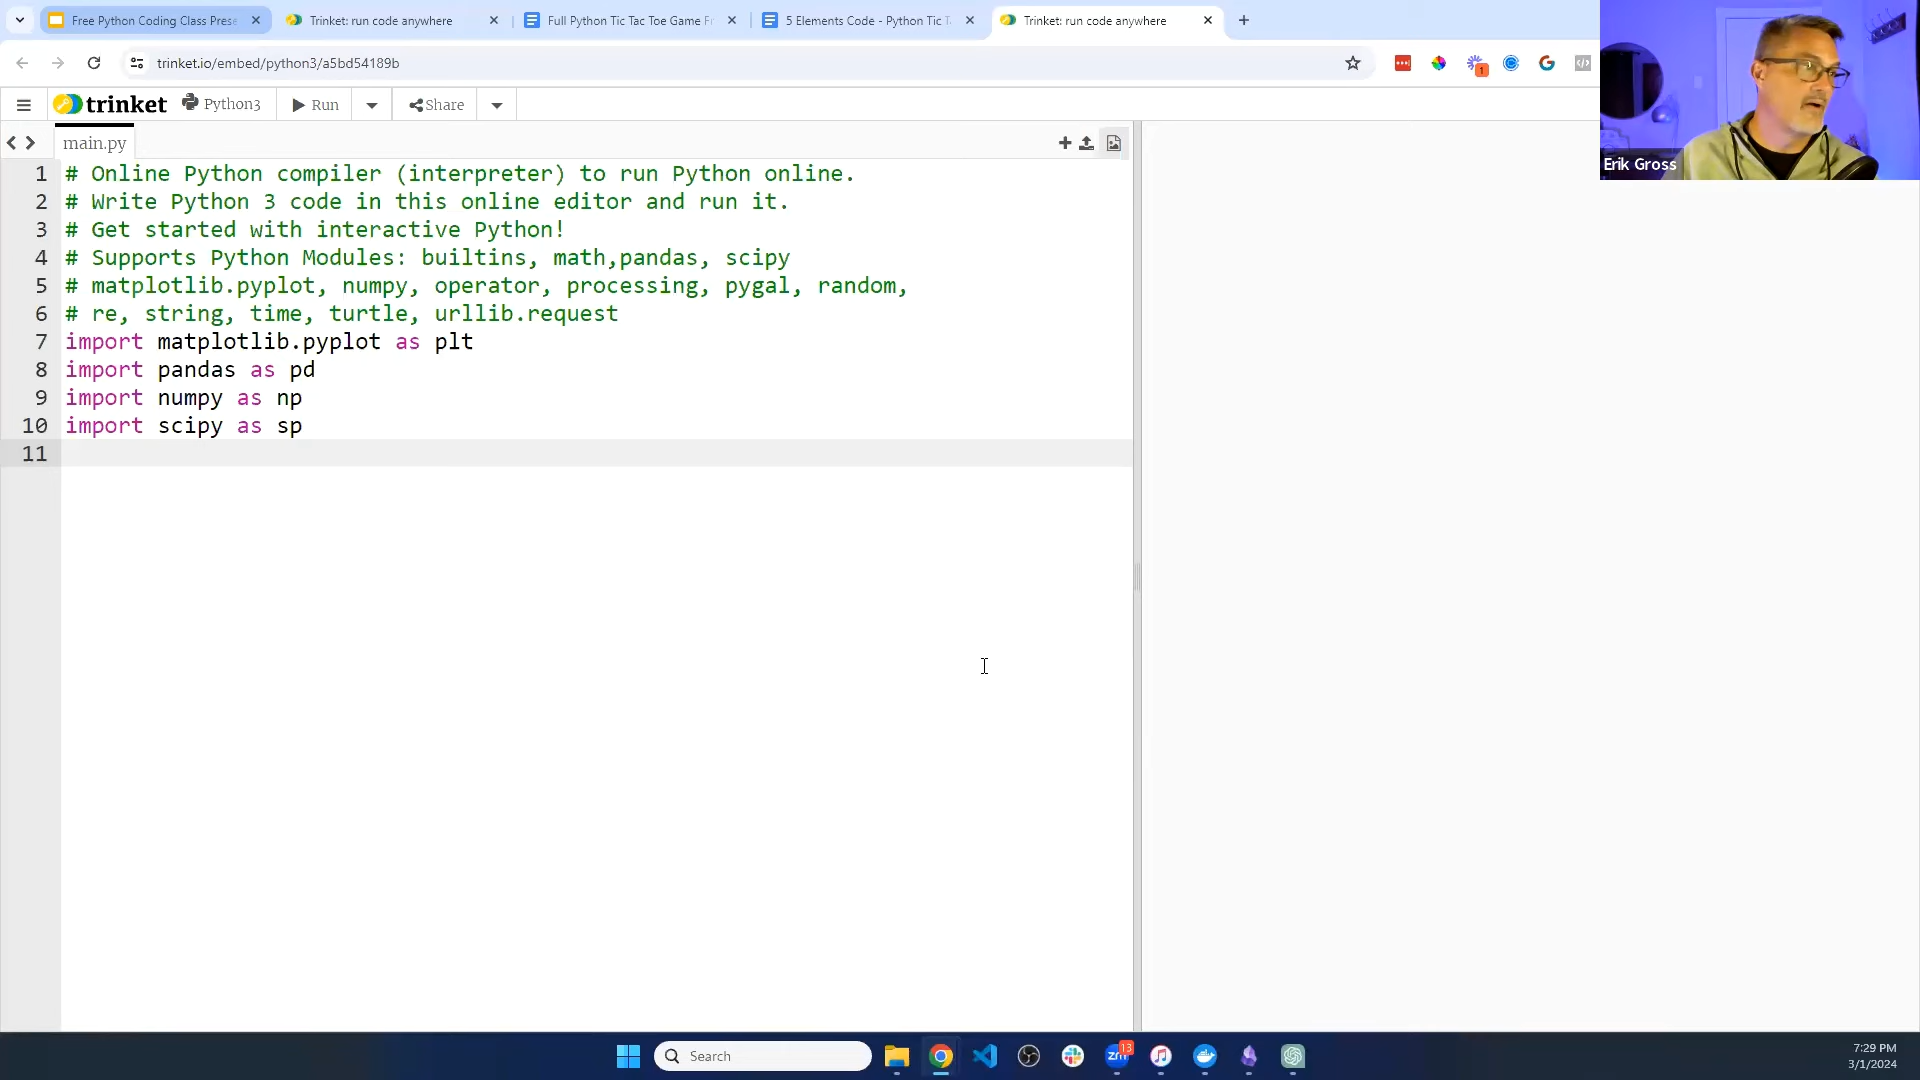 Free Python Coding Class Prese
Trinket: run code anywhere
Full Python Tic Tac Toe Game Fr
5 Elements Code - Python Tic T
Trinket: run code anywhere
trinket.io/embed/python3/a5bd54189b
1
trinket
Python3
Run
Share
main.py
1 # Online Python compiler (interpreter) to run Python online.
2 # Write Python 3 code in this online editor and run it.
3 # Get started with interactive Python!
4 # Supports Python Modules: builtins, math,pandas, scipy
5 # matplotlib.pyplot, numpy, operator, processing, pygal, random,
6 # re, string, time, turtle, urllib.request
7 import matplotlib.pyplot as plt
8 import pandas as pd
9 import numpy as np
10 import scipy as sp
11
Erik Gross
Search
zm
13
7:29 PM
3/1/2024